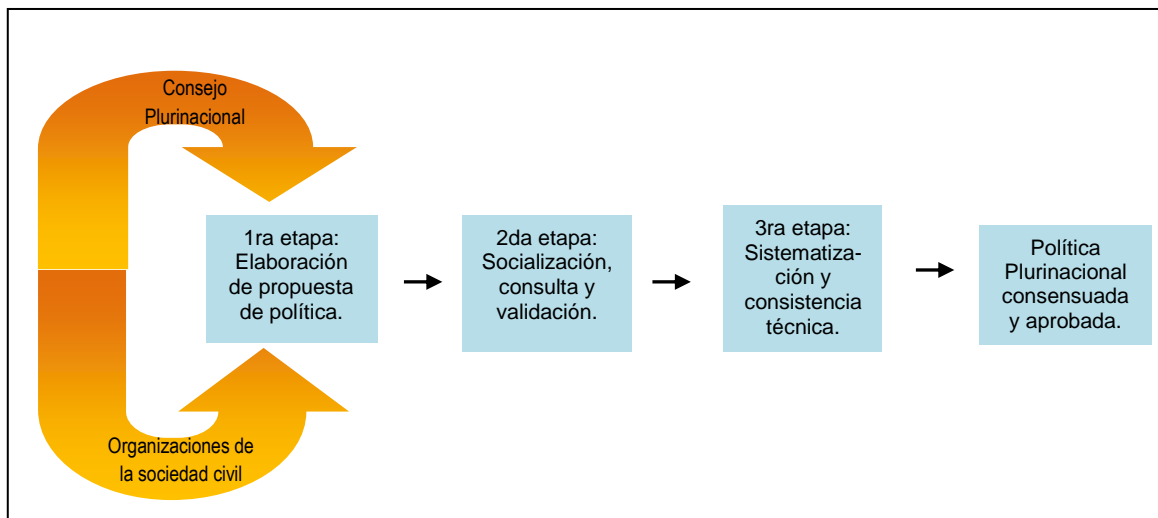 Consejo
Plurinacional
1ra etapa:
Elaboración
de propuesta
de política.
2da etapa:
Socialización,
consulta y
validación.
3ra etapa:
Sistematiza-
ción y
consistencia
técnica.
Política
Plurinacional
consensuada
y aprobada.
Organizaciones de
la sociedad civil